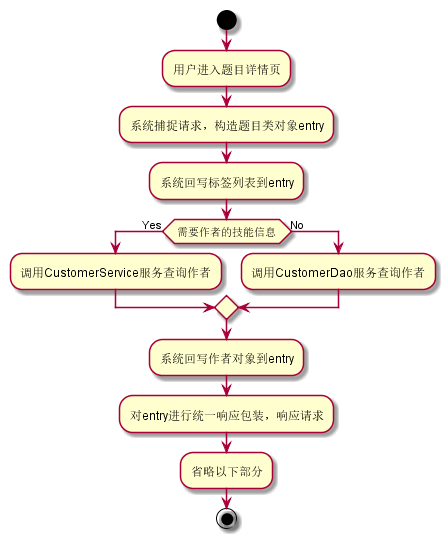 用户进入题目详情页
系统捕捉请求，构造题目类对象entry
系统回写标签列表到entry
需要作者的技能信息
Yes
No
调用CustomerService服务查询作者
调用CustomerDao服务查询作者
系统回写作者对象到entry
对entry进行统一响应包装，响应请求
省略以下部分